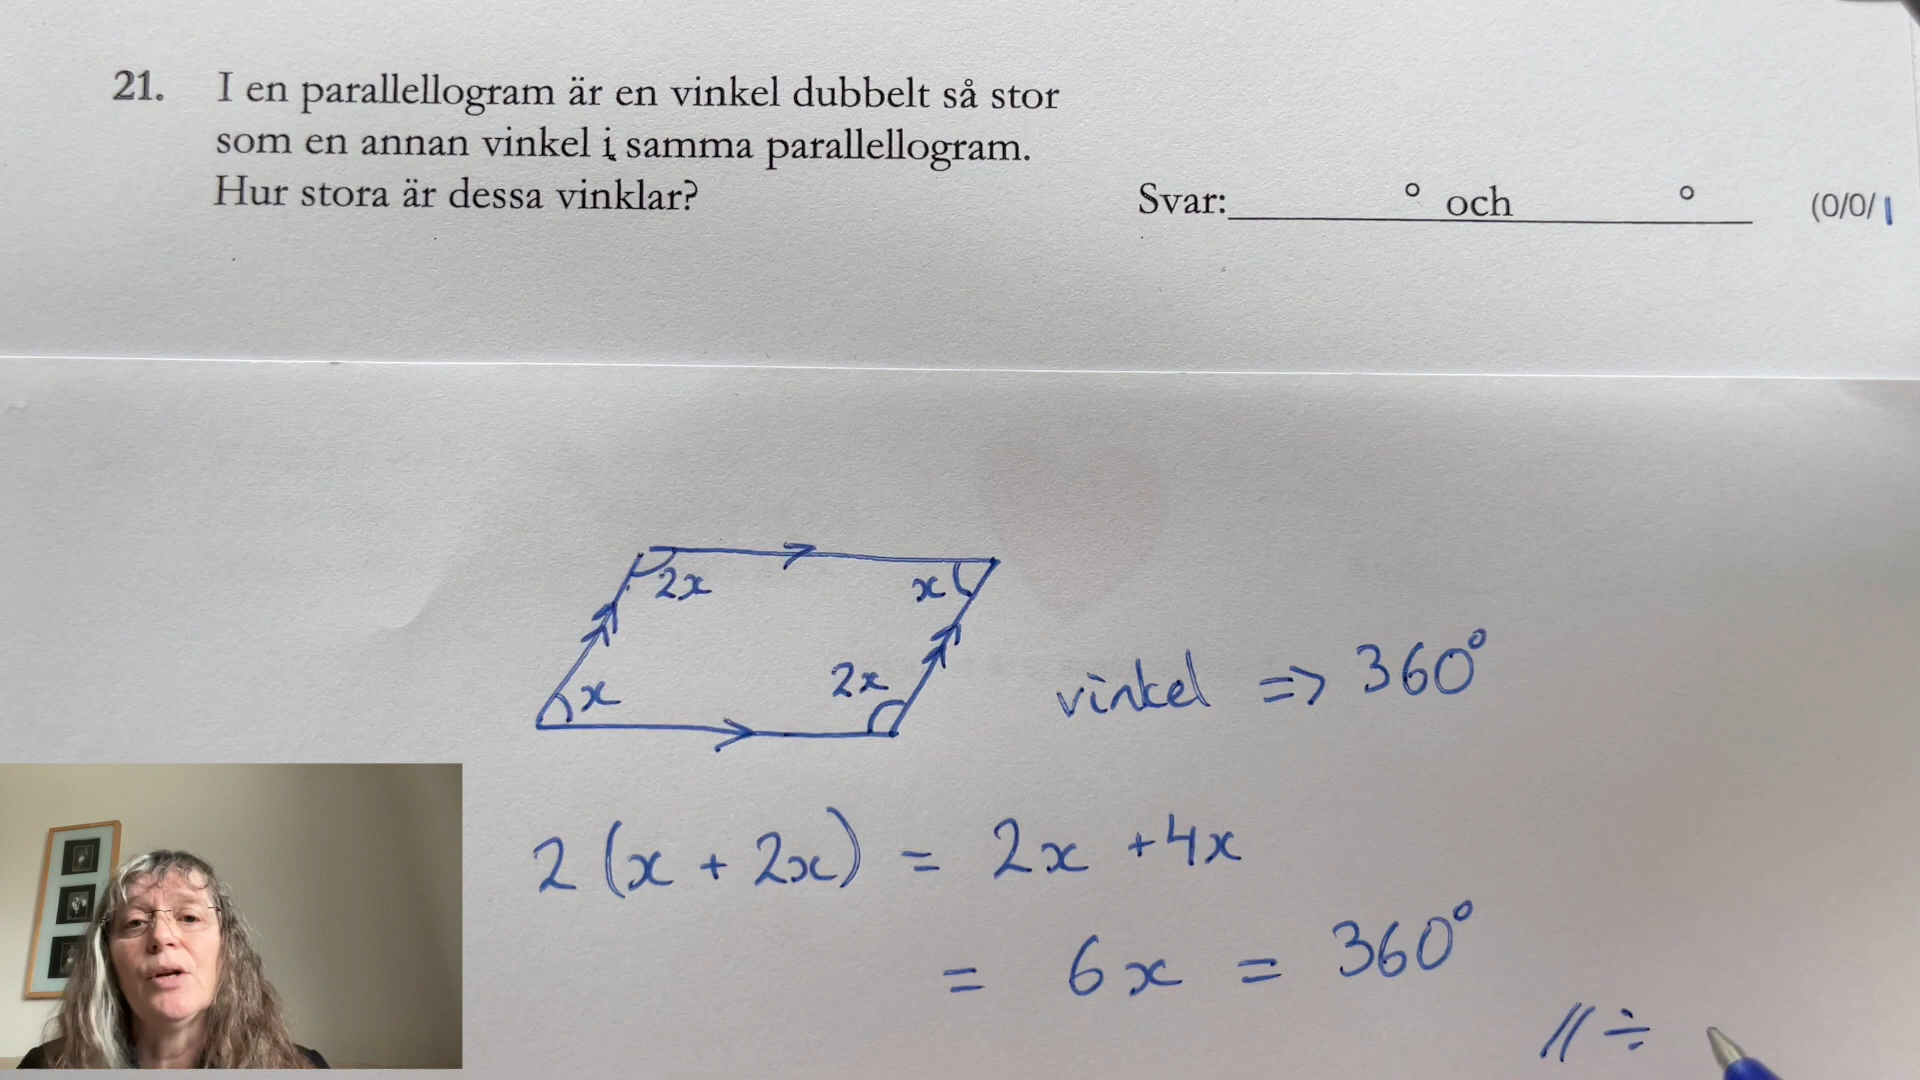 21. I en parallellogram är en vinkel dubbelt så stor
som en annan vinkel i samma parallellogram.
Hur stora är dessa vinklar?
Svar: ° och ° (0/0/1
2x x
x 2x
vinkel => 360°
2(x + 2x) = 2x + 4x
= 6x = 360°
// ÷